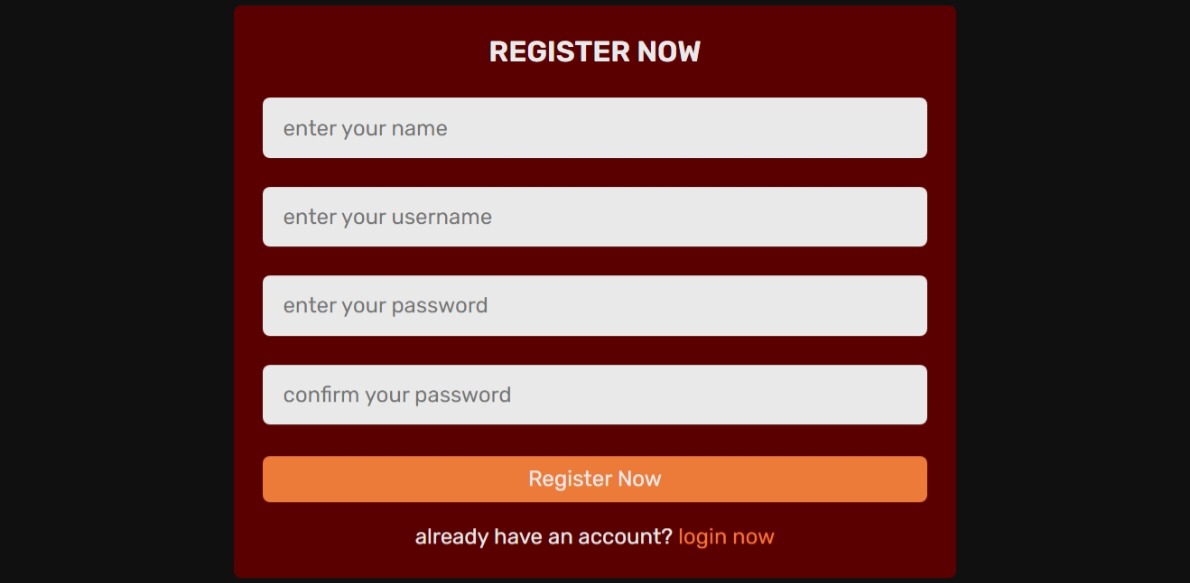 REGISTER NOW
enter your name
enter your username
enter your password
confirm your password
Register Now
already have an account? login now